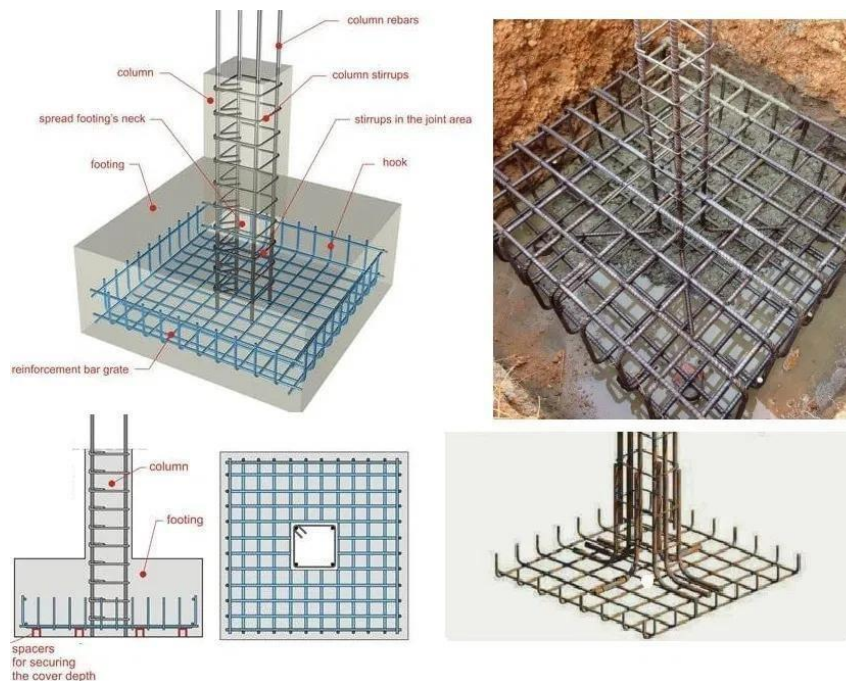 column rebars
column
column stirrups
spread footing's neck
stirrups in the joint area
footing
hook
reinforcement bar grate
column
footing
spacers
for securing
the cover depth